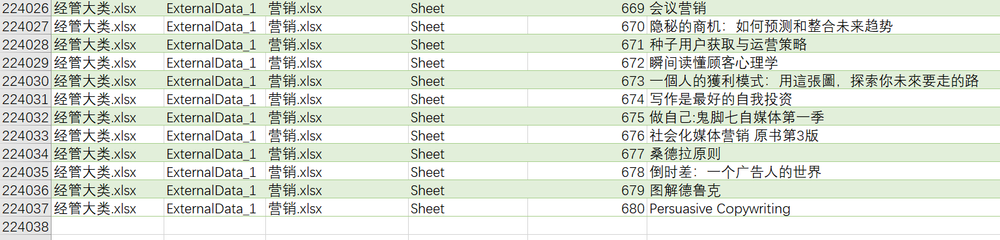 224026 经管大类.xlsx ExternalData_1 营销.xlsx Sheet 669 会议营销
224027 经管大类.xlsx ExternalData_1 营销.xlsx Sheet 670 隐秘的商机：如何预测和整合未来趋势
224028 经管大类.xlsx ExternalData_1 营销.xlsx Sheet 671 种子用户获取与运营策略
224029 经管大类.xlsx ExternalData_1 营销.xlsx Sheet 672 瞬间读懂顾客心理学
224030 经管大类.xlsx ExternalData_1 营销.xlsx Sheet 673 一個人的獲利模式：用這張圖，探索你未來要走的路
224031 经管大类.xlsx ExternalData_1 营销.xlsx Sheet 674 写作是最好的自我投资
224032 经管大类.xlsx ExternalData_1 营销.xlsx Sheet 675 做自己:鬼脚七自媒体第一季
224033 经管大类.xlsx ExternalData_1 营销.xlsx Sheet 676 社会化媒体营销 原书第3版
224034 经管大类.xlsx ExternalData_1 营销.xlsx Sheet 677 桑德拉原则
224035 经管大类.xlsx ExternalData_1 营销.xlsx Sheet 678 倒时差：一个广告人的世界
224036 经管大类.xlsx ExternalData_1 营销.xlsx Sheet 679 图解德鲁克
224037 经管大类.xlsx ExternalData_1 营销.xlsx Sheet 680 Persuasive Copywriting
224038